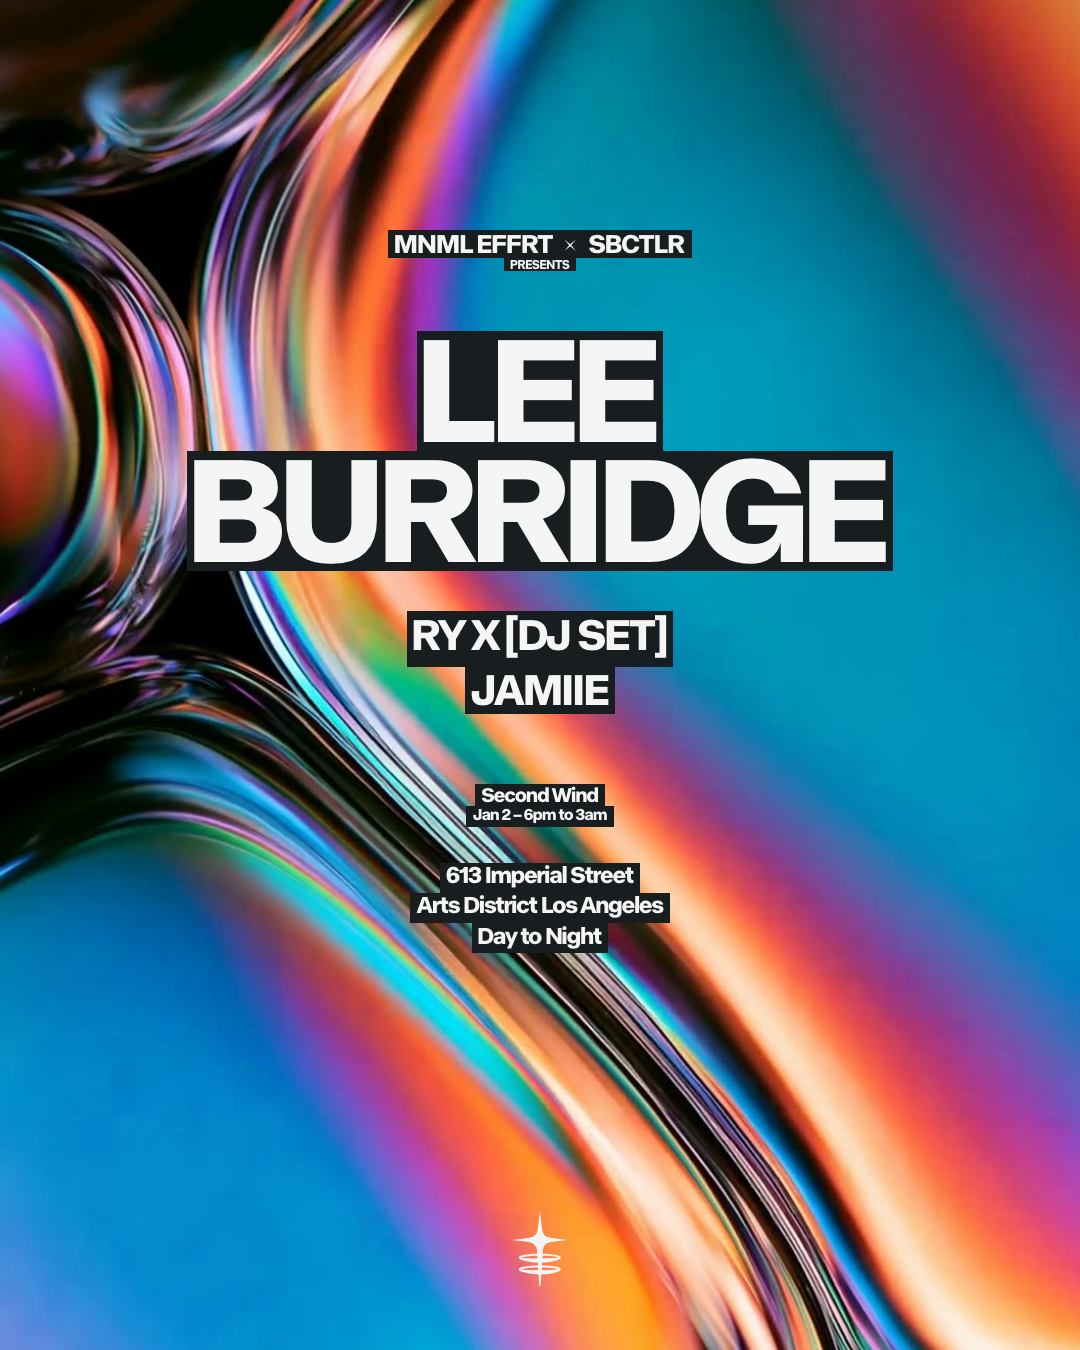 MNML EFFRT × SBCTLR
PRESENTS
LEE
BURRIDGE
RY X [DJ SET]
JAMIIE
Second Wind
Jan 2 – 6pm to 3am
613 Imperial Street
Arts District Los Angeles
Day to Night